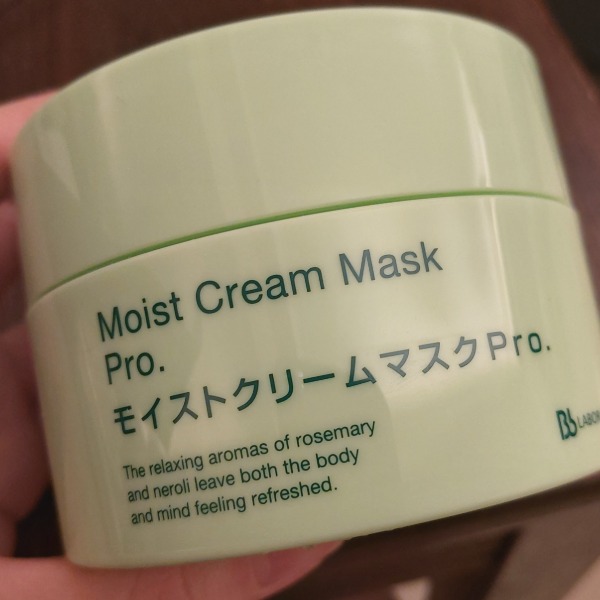 Moist Cream Mask
Pro.
モイストクリームマスクPro.
The relaxing aromas of rosemary
and neroli leave both the body
and mind feeling refreshed.
Bb